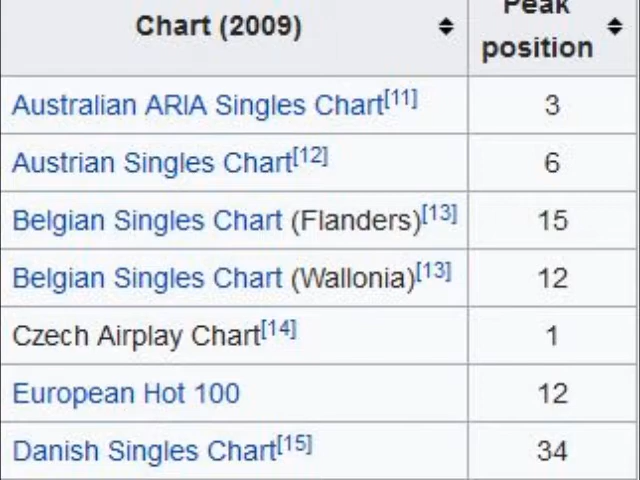 Chart (2009)
Peak
position
Australian ARIA Singles Chart[11] 3
Austrian Singles Chart[12] 6
Belgian Singles Chart (Flanders)[13] 15
Belgian Singles Chart (Wallonia)[13] 12
Czech Airplay Chart[14] 1
European Hot 100 12
Danish Singles Chart[15] 34